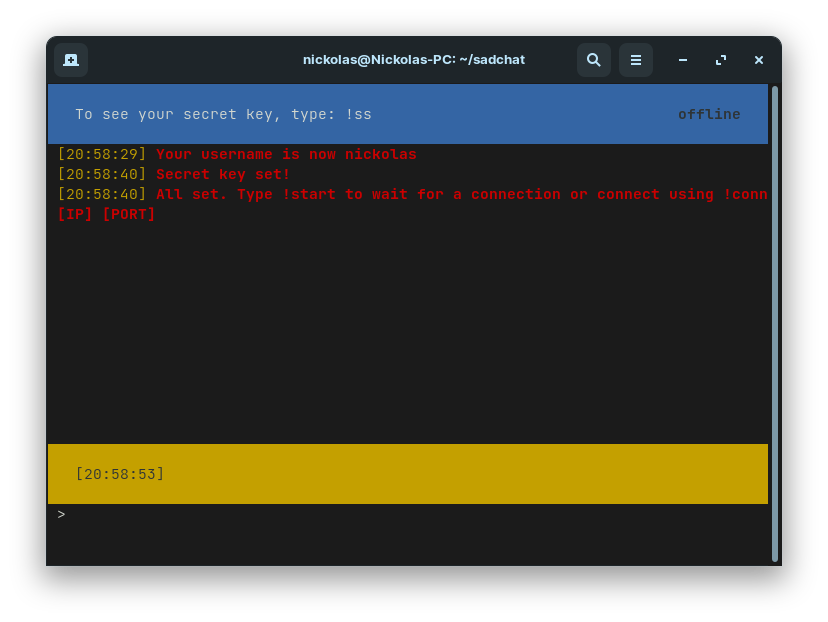 nickolas@Nickolas-PC: ~/sadchat
To see your secret key, type: !ss offline
[20:58:29] Your username is now nickolas
[20:58:40] Secret key set!
[20:58:40] All set. Type !start to wait for a connection or connect using !conn
[IP] [PORT]
[20:58:53]
>